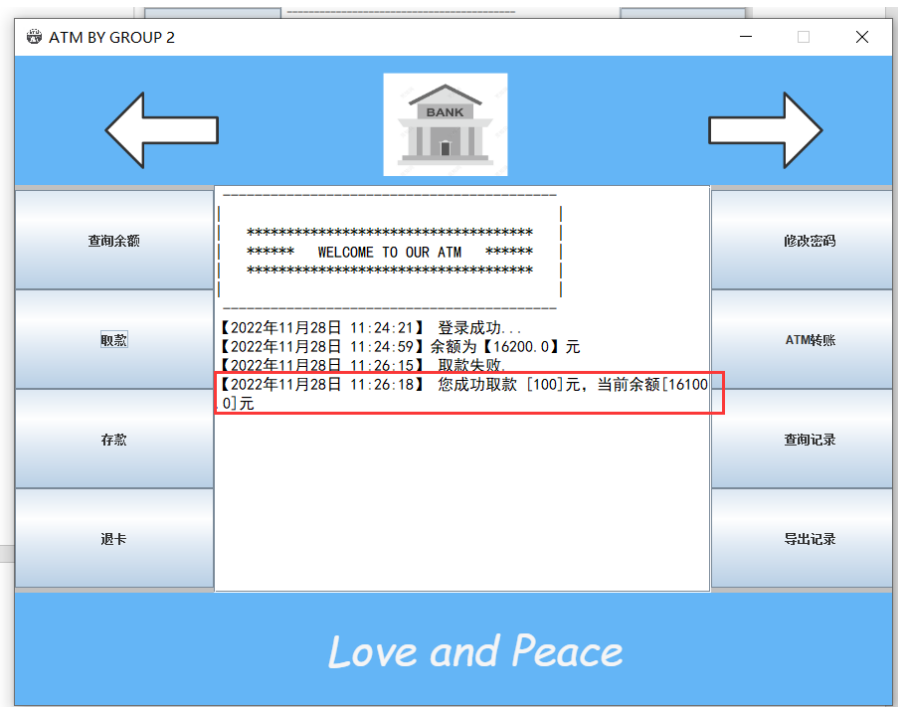 ATM BY GROUP 2
BANK
查询余额
取款
存款
退卡
-------------------------------------------
************************************
****** WELCOME TO OUR ATM ******
************************************
-------------------------------------------
【2022年11月28日 11:24:21】 登录成功...
【2022年11月28日 11:24:59】余额为【16200.0】元
【2022年11月28日 11:26:15】 取款失败.
【2022年11月28日 11:26:18】 您成功取款 [100]元，当前余额[16100
.0]元
修改密码
ATM转账
查询记录
导出记录
Love and Peace